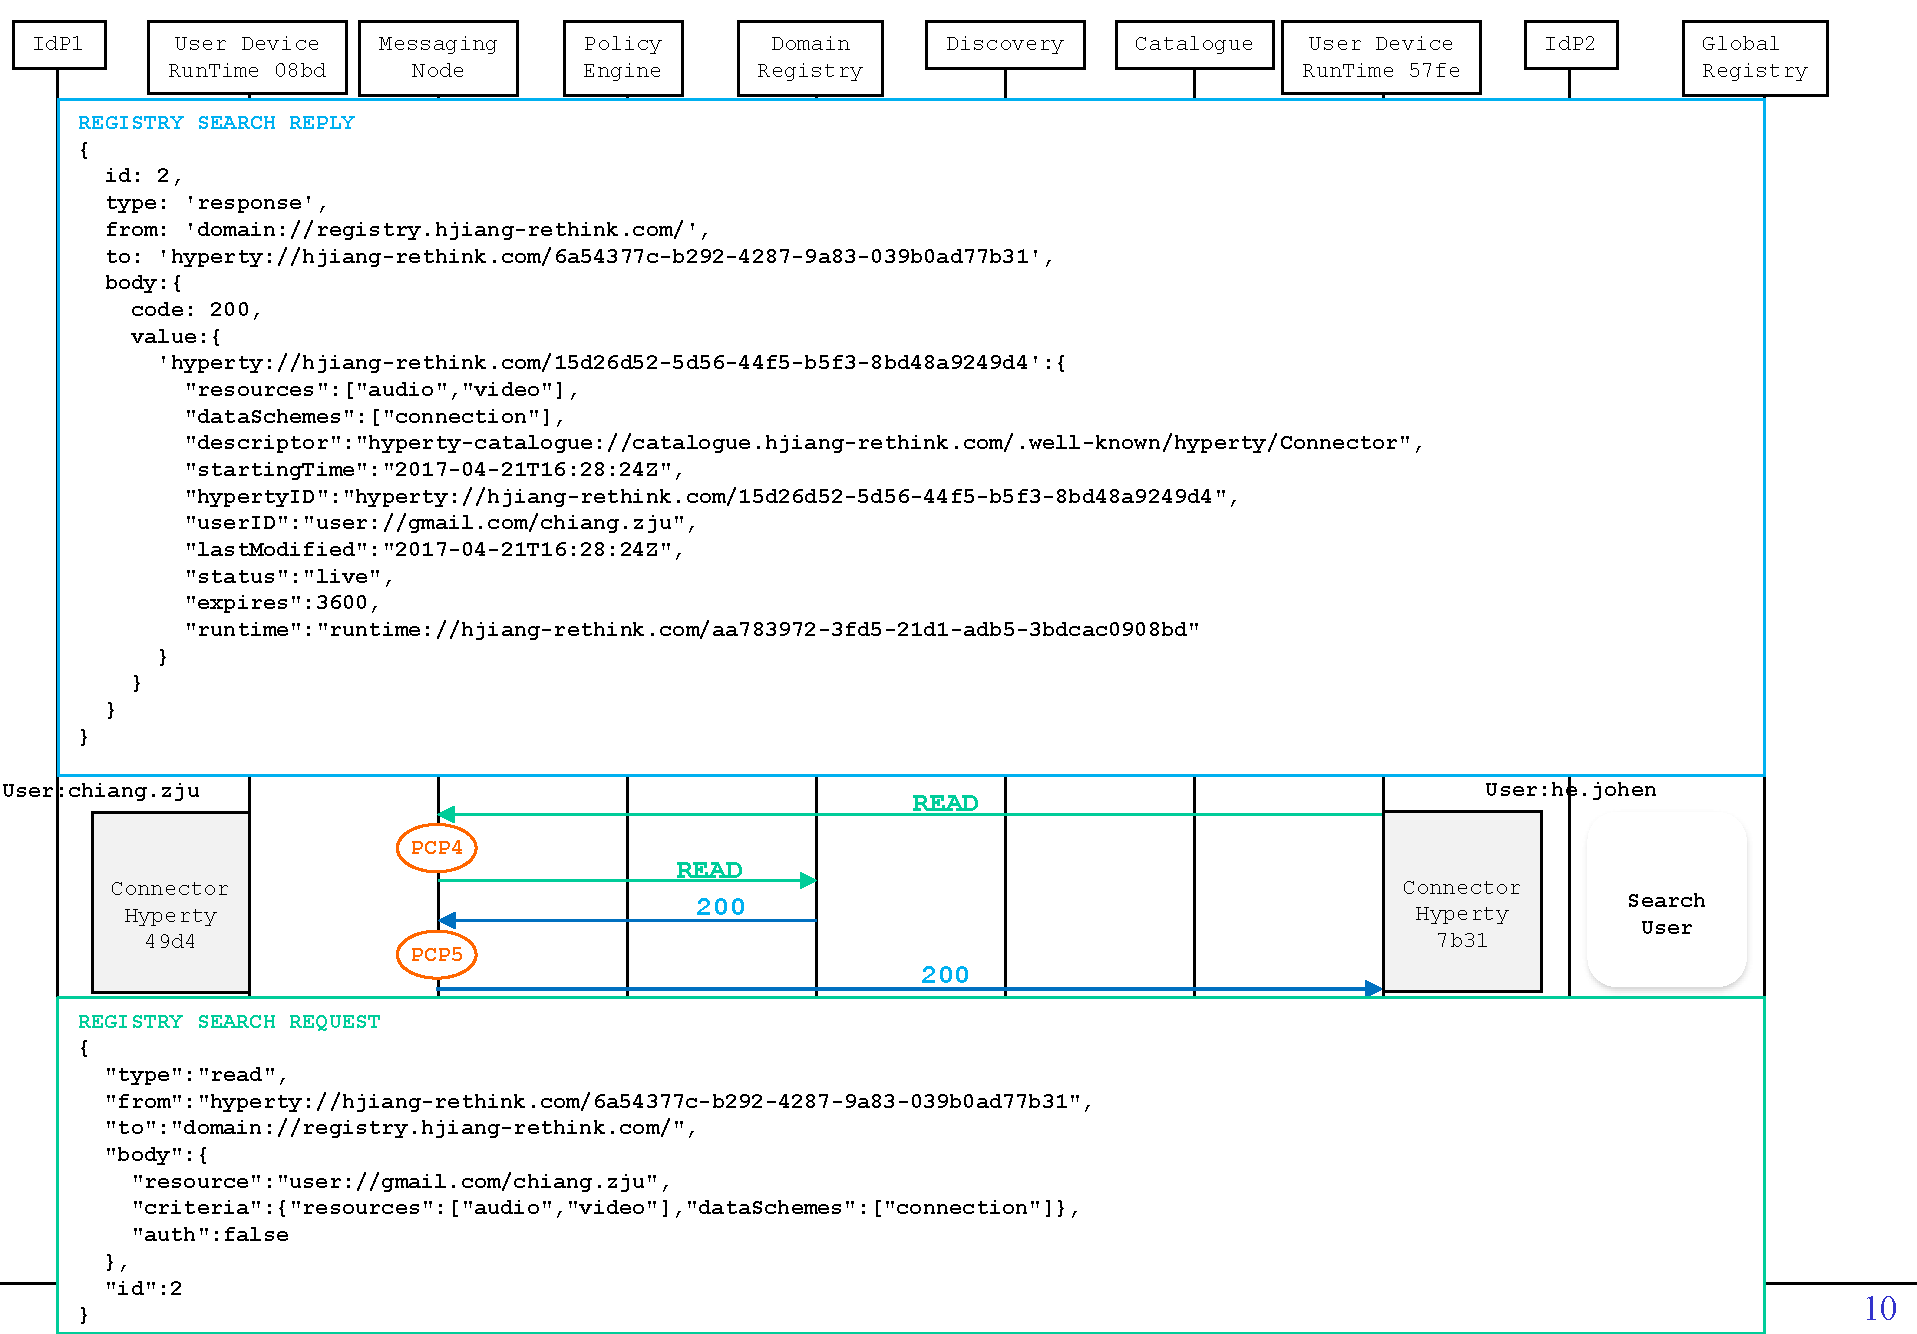 IdP1
User Device
RunTime 08bd
Messaging
Node
Policy
Engine
Domain
Registry
Discovery
Catalogue
User Device
RunTime 57fe
IdP2
Global
Registry
REGISTRY SEARCH REPLY
{
  id: 2,
  type: 'response',
  from: 'domain://registry.hjiang-rethink.com/',
  to: 'hyperty://hjiang-rethink.com/6a54377c-b292-4287-9a83-039b0ad77b31',
  body:{
    code: 200,
    value:{
      'hyperty://hjiang-rethink.com/15d26d52-5d56-44f5-b5f3-8bd48a9249d4':{
        "resources":["audio","video"],
        "dataSchemes":["connection"],
        "descriptor":"hyperty-catalogue://catalogue.hjiang-rethink.com/.well-known/hyperty/Connector",
        "startingTime":"2017-04-21T16:28:24Z",
        "hypertyID":"hyperty://hjiang-rethink.com/15d26d52-5d56-44f5-b5f3-8bd48a9249d4",
        "userID":"user://gmail.com/chiang.zju",
        "lastModified":"2017-04-21T16:28:24Z",
        "status":"live",
        "expires":3600,
        "runtime":"runtime://hjiang-rethink.com/aa783972-3fd5-21d1-adb5-3bdcac0908bd"
      }
    }
  }
}
User:chiang.zju
User:he.johen
READ
PCP4
READ
200
PCP5
200
Connector
Hyperty
49d4
Connector
Hyperty
7b31
Search
User
REGISTRY SEARCH REQUEST
{
  "type":"read",
  "from":"hyperty://hjiang-rethink.com/6a54377c-b292-4287-9a83-039b0ad77b31",
  "to":"domain://registry.hjiang-rethink.com/",
  "body":{
    "resource":"user://gmail.com/chiang.zju",
    "criteria":{"resources":["audio","video"],"dataSchemes":["connection"]},
    "auth":false
  },
  "id":2
}
10